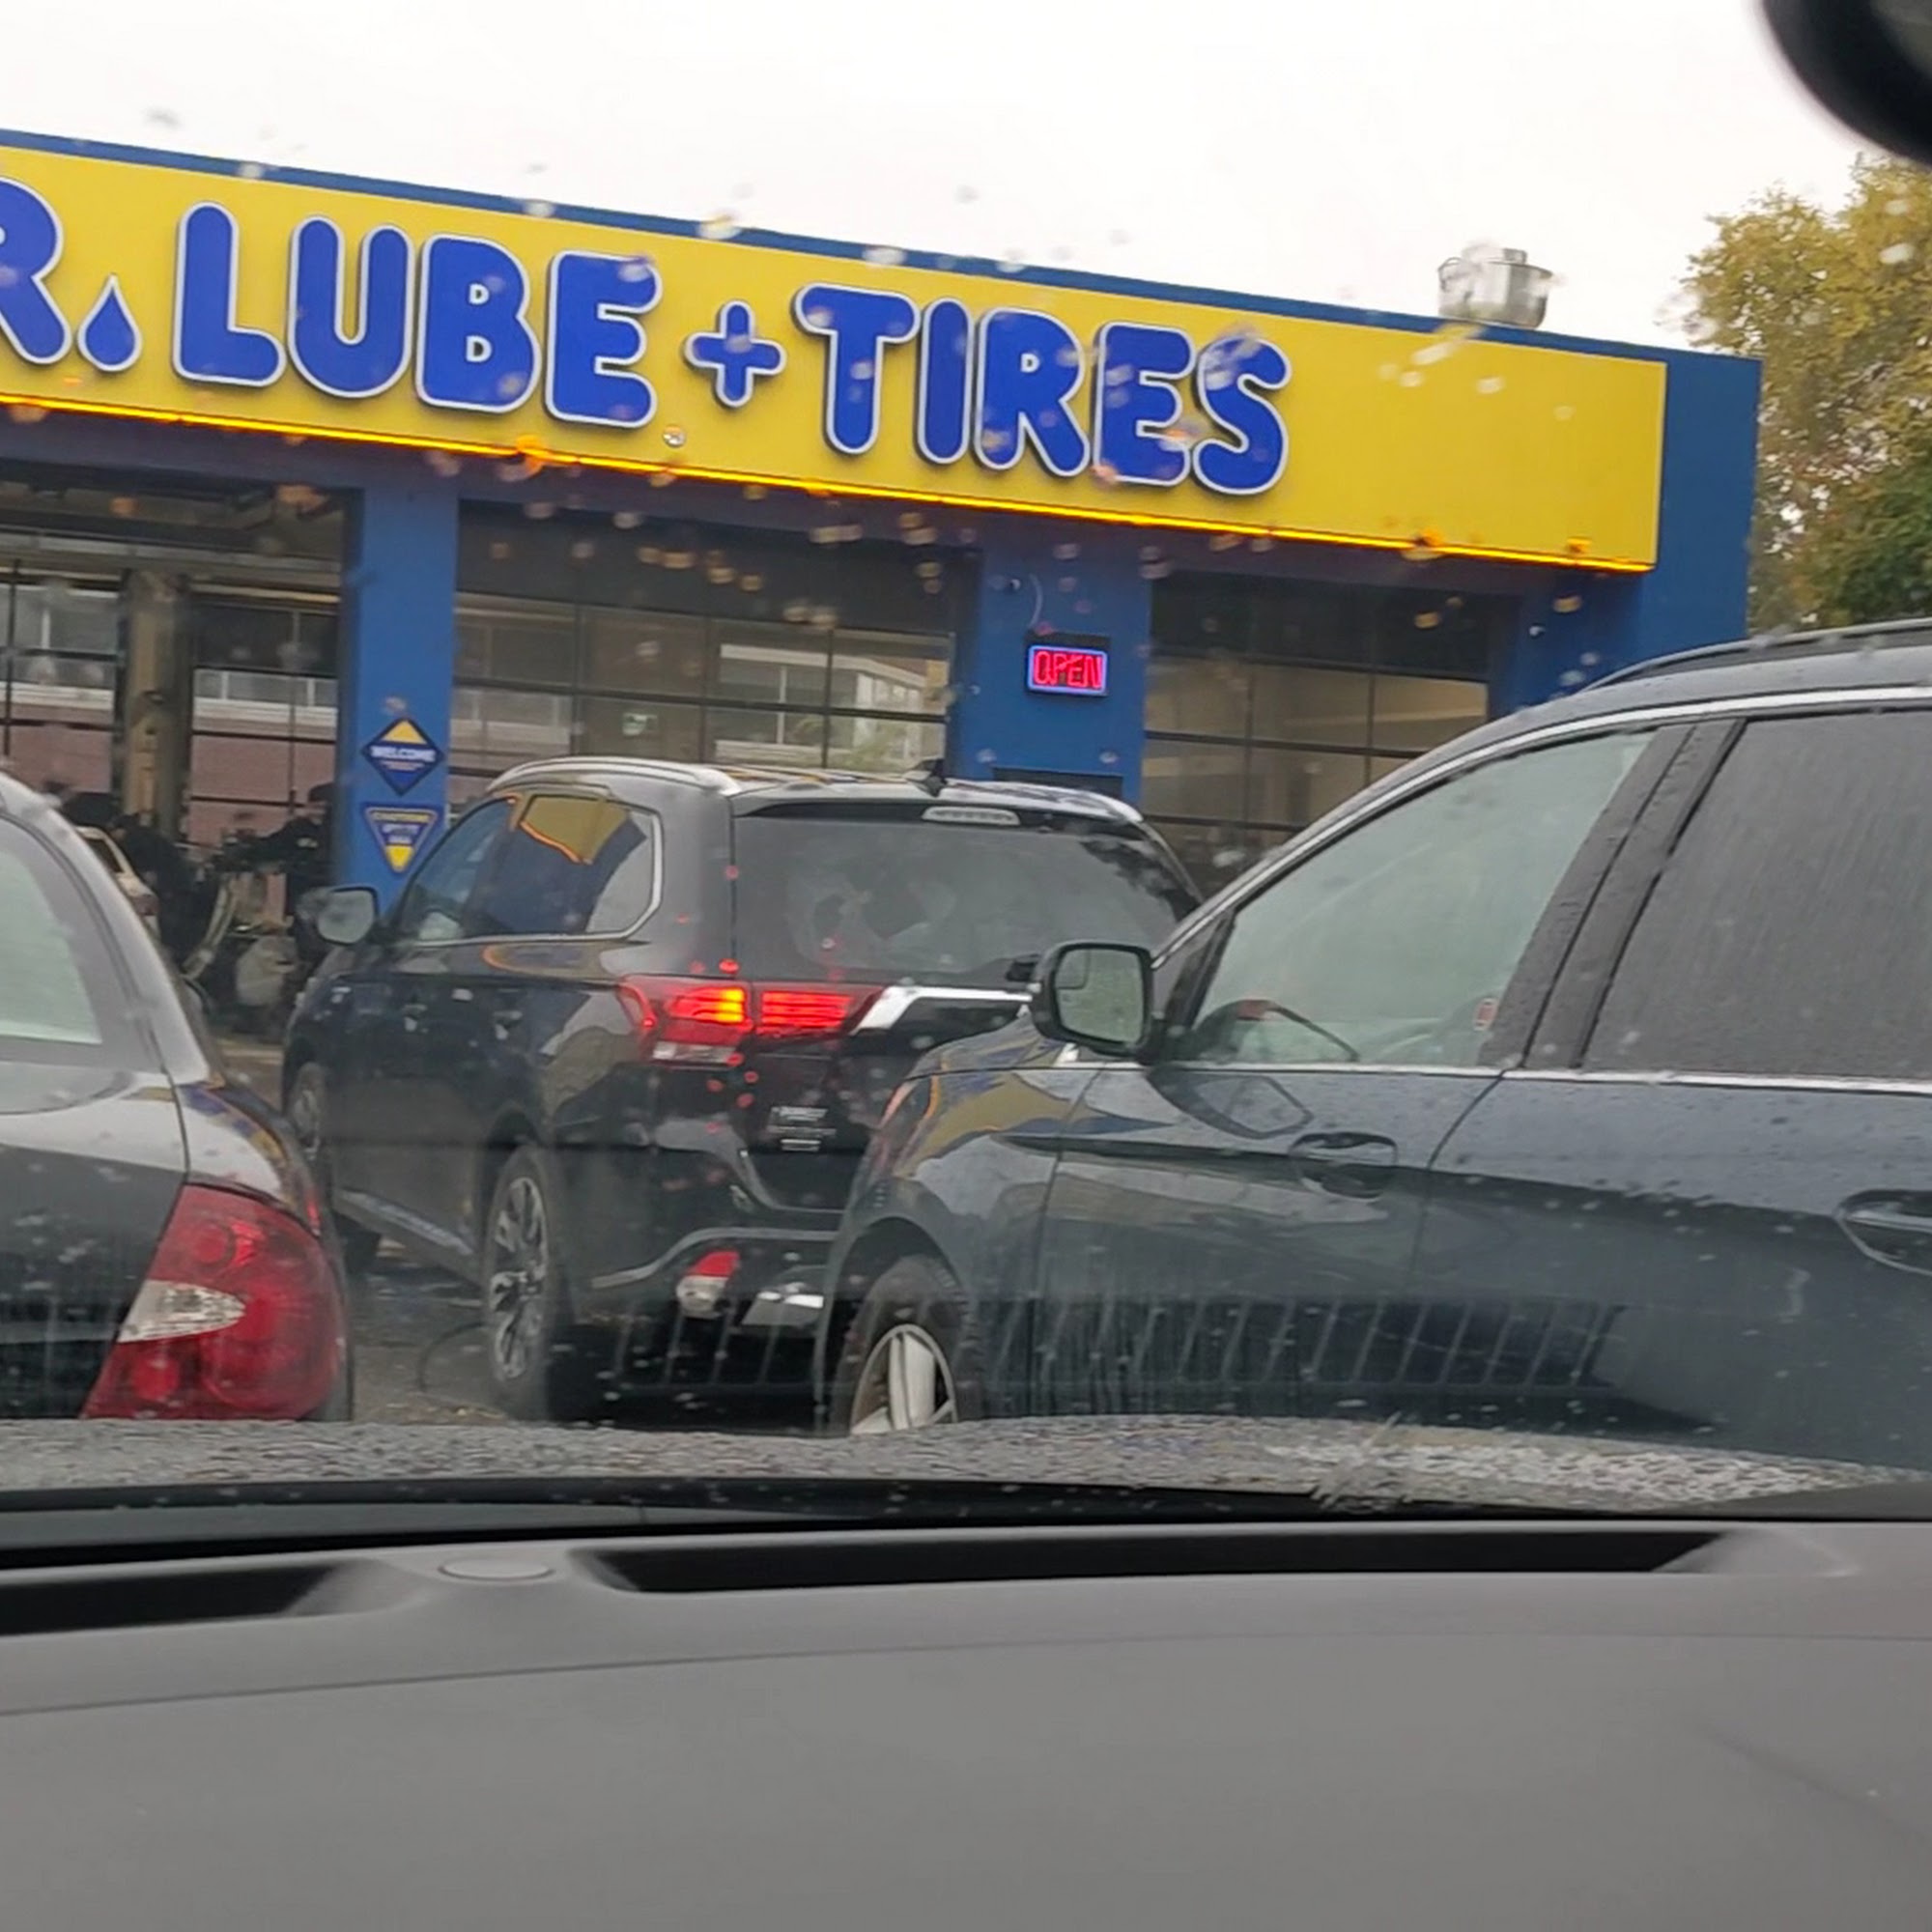 R. LUBE + TIRES
OPEN
WELCOME